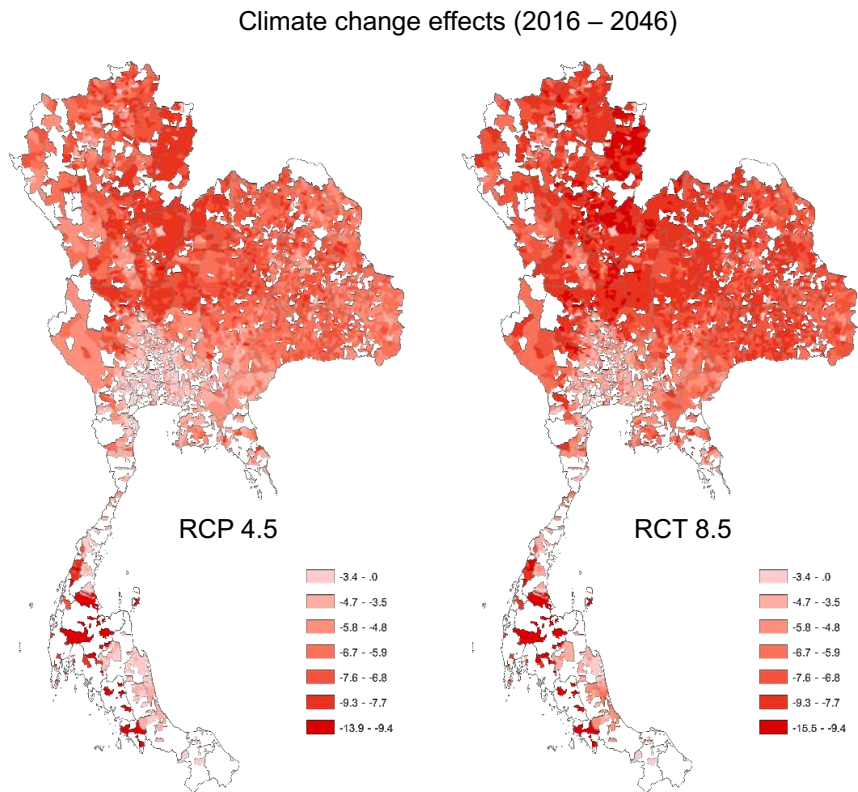 Climate change effects (2016 – 2046)
RCP 4.5
RCT 8.5
-3.4 - .0
-4.7 - -3.5
-5.8 - -4.8
-6.7 - -5.9
-7.6 - -6.8
-9.3 - -7.7
-13.9 - -9.4
-3.4 - .0
-4.7 - -3.5
-5.8 - -4.8
-6.7 - -5.9
-7.6 - -6.8
-9.3 - -7.7
-15.5 - -9.4